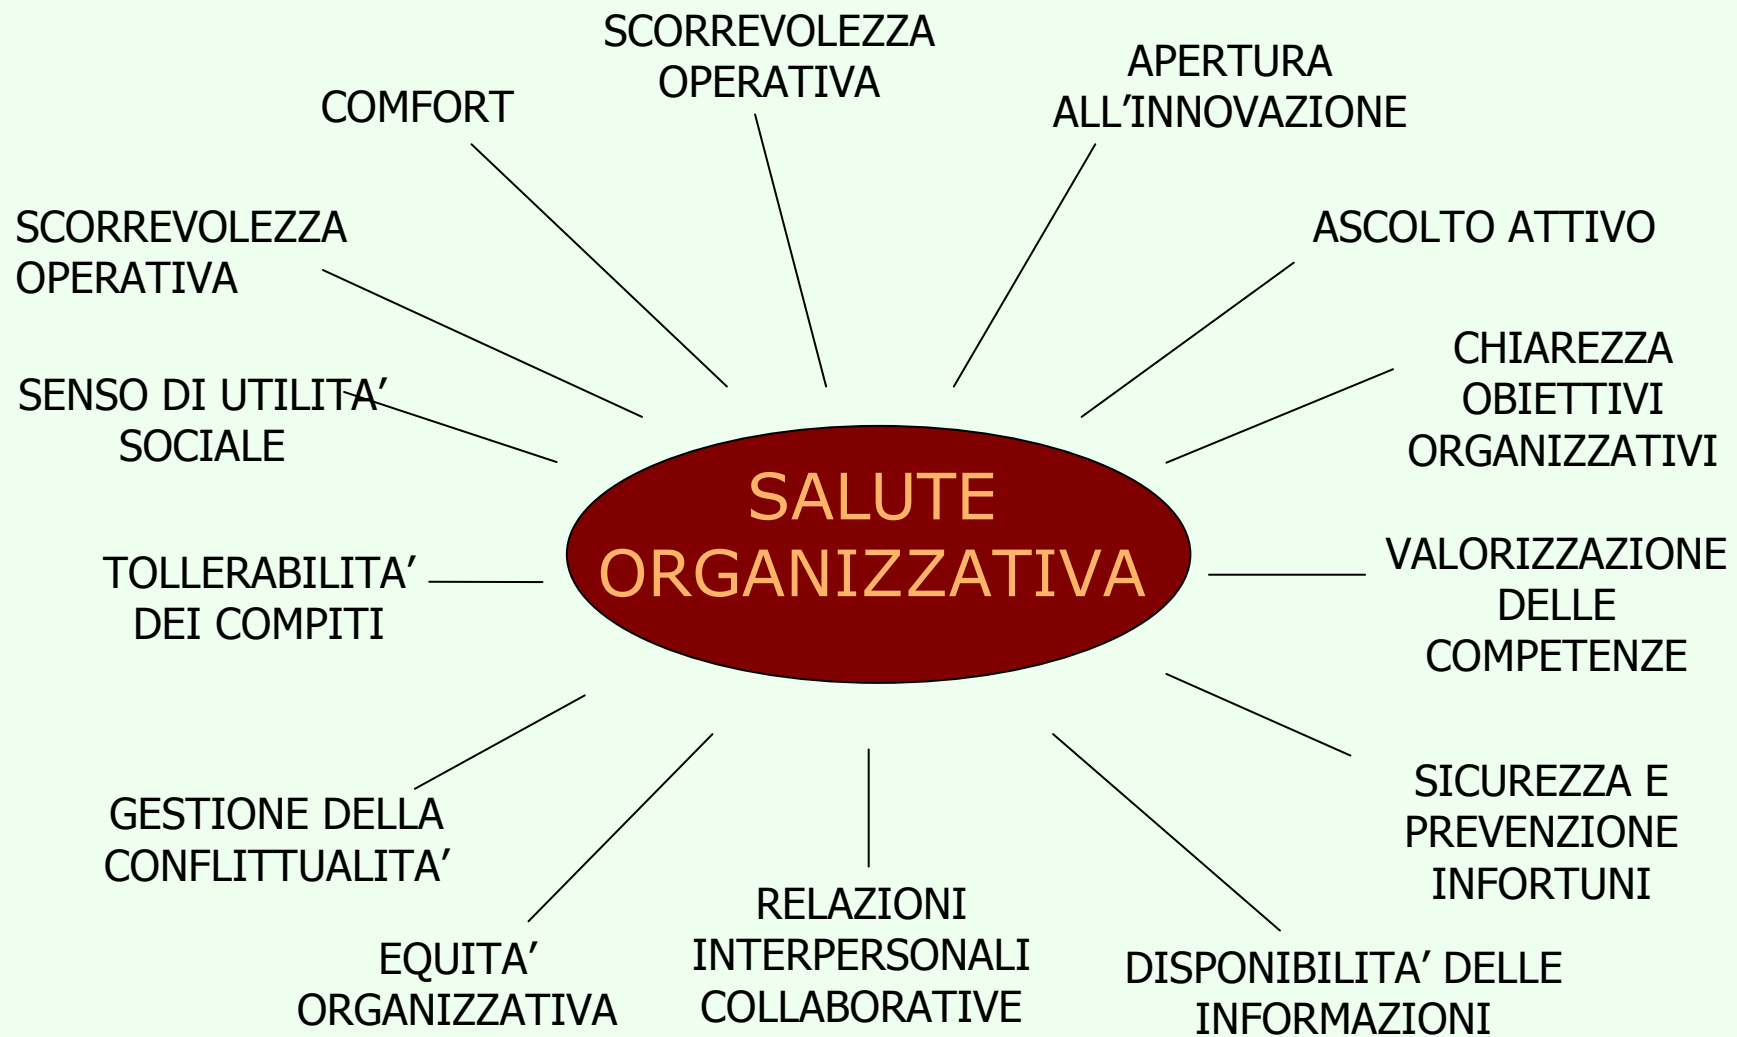 SCORREVOLEZZA
OPERATIVA
APERTURA
ALL’INNOVAZIONE
COMFORT
SCORREVOLEZZA
OPERATIVA
ASCOLTO ATTIVO
CHIAREZZA
OBIETTIVI
ORGANIZZATIVI
SENSO DI UTILITA’
SOCIALE
SALUTE
ORGANIZZATIVA
TOLLERABILITA’
DEI COMPITI
VALORIZZAZIONE
DELLE
COMPETENZE
GESTIONE DELLA
CONFLITTUALITA’
SICUREZZA E
PREVENZIONE
INFORTUNI
EQUITA’
ORGANIZZATIVA
RELAZIONI
INTERPERSONALI
COLLABORATIVE
DISPONIBILITA’ DELLE
INFORMAZIONI